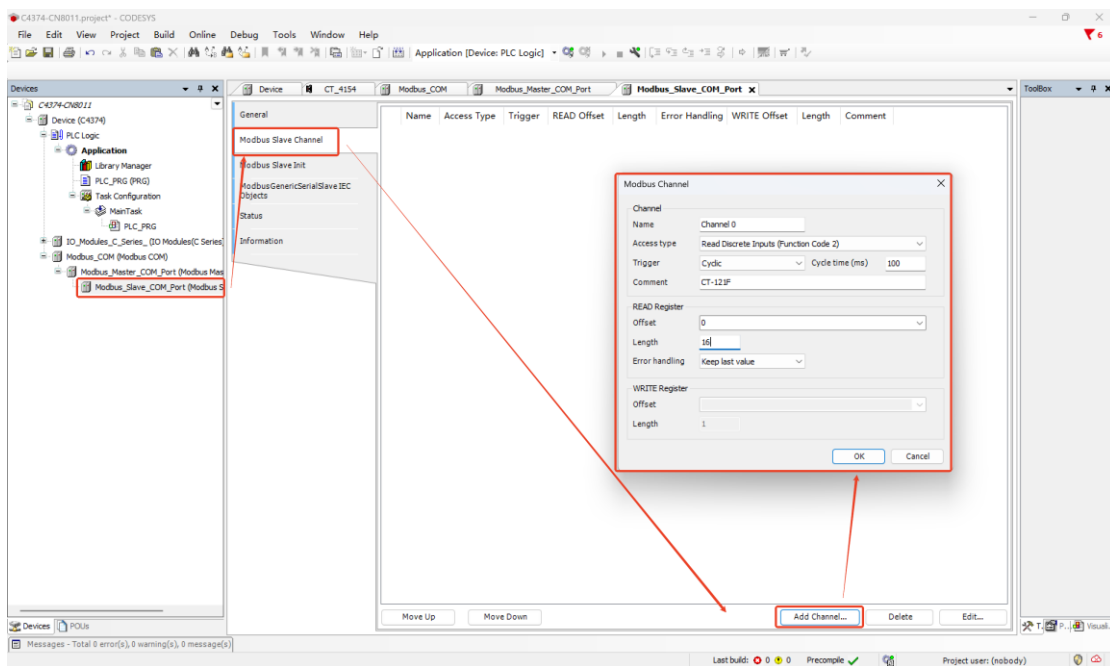 C4374-CN8011.project* - CODESYS
File Edit View Project Build Online Debug Tools Window Help
6
Application [Device: PLC Logic]
Devices
C4374-CN8011
Device (C4374)
PLC Logic
Application
Library Manager
PLC_PRG (PRG)
Task Configuration
MainTask
PLC_PRG
IO_Modules_C_Series_ (IO Modules(C Series
Modbus_COM (Modbus COM)
Modbus_Master_COM_Port (Modbus Mas
Modbus_Slave_COM_Port (Modbus S
Devices POUs
Device CT_4154 Modbus_COM Modbus_Master_COM_Port Modbus_Slave_COM_Port
General
Modbus Slave Channel
Modbus Slave Init
ModbusGenericSerialSlave IEC
Objects
Status
Information
Name Access Type Trigger READ Offset Length Error Handling WRITE Offset Length Comment
Modbus Channel
Channel
Name Channel 0
Access type Read Discrete Inputs (Function Code 2)
Trigger Cyclic Cycle time (ms) 100
Comment CT-121F
READ Register
Offset 0
Length 16
Error handling Keep last value
WRITE Register
Offset
Length 1
OK Cancel
Move Up Move Down Add Channel... Delete Edit...
ToolBox
T. P... Visuali.
Messages - Total 0 error(s), 0 warning(s), 0 message(s)
Last build: 0 0 Precompile Project user: (nobody)